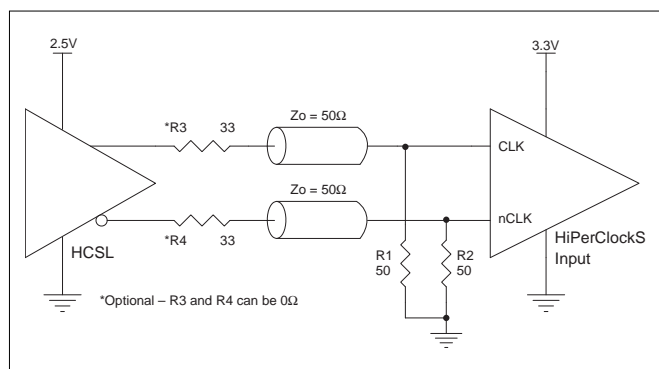 2.5V
3.3V
*R3
33
Zo = 50Ω
CLK
Zo = 50Ω
nCLK
HCSL
*R4
33
R1
50
R2
50
HiPerClockS
Input
*Optional – R3 and R4 can be 0Ω